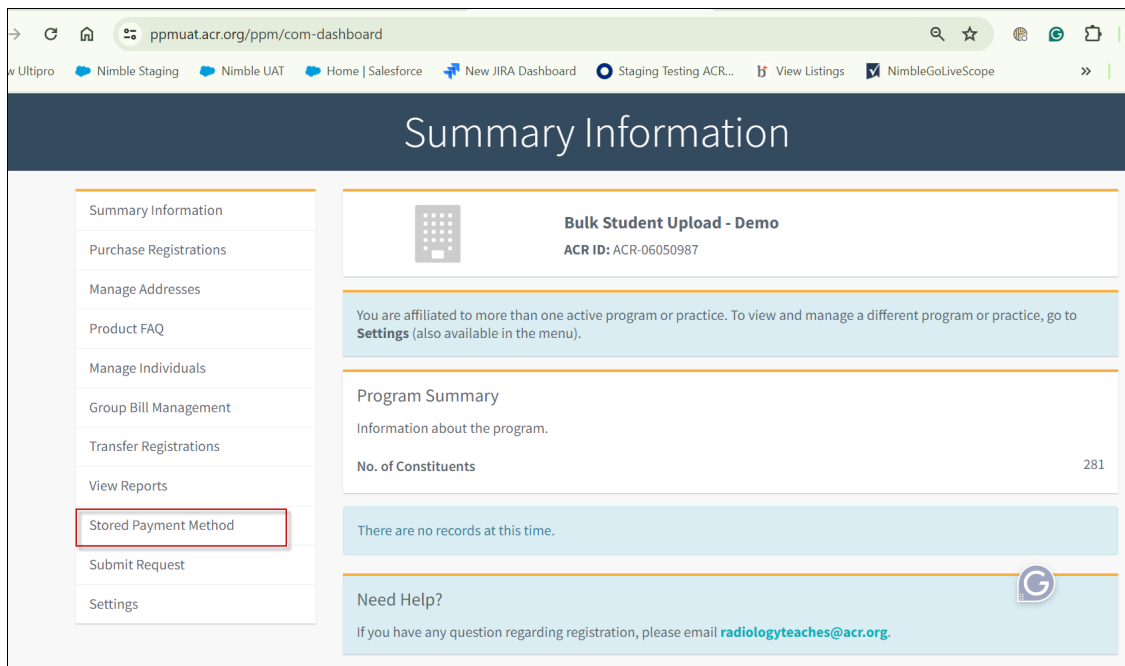 ppmuat.acr.org/ppm/com-dashboard
w Ultipro
Nimble Staging
Nimble UAT
Home | Salesforce
New JIRA Dashboard
Staging Testing ACR...
View Listings
NimbleGoLiveScope
»
Summary Information
Summary Information
Purchase Registrations
Manage Addresses
Product FAQ
Manage Individuals
Group Bill Management
Transfer Registrations
View Reports
Stored Payment Method
Submit Request
Settings
Bulk Student Upload - Demo
ACR ID: ACR-06050987
You are affiliated to more than one active program or practice. To view and manage a different program or practice, go to
Settings (also available in the menu).
Program Summary
Information about the program.
No. of Constituents 281
There are no records at this time.
Need Help?
If you have any question regarding registration, please email radiologyteaches@acr.org.